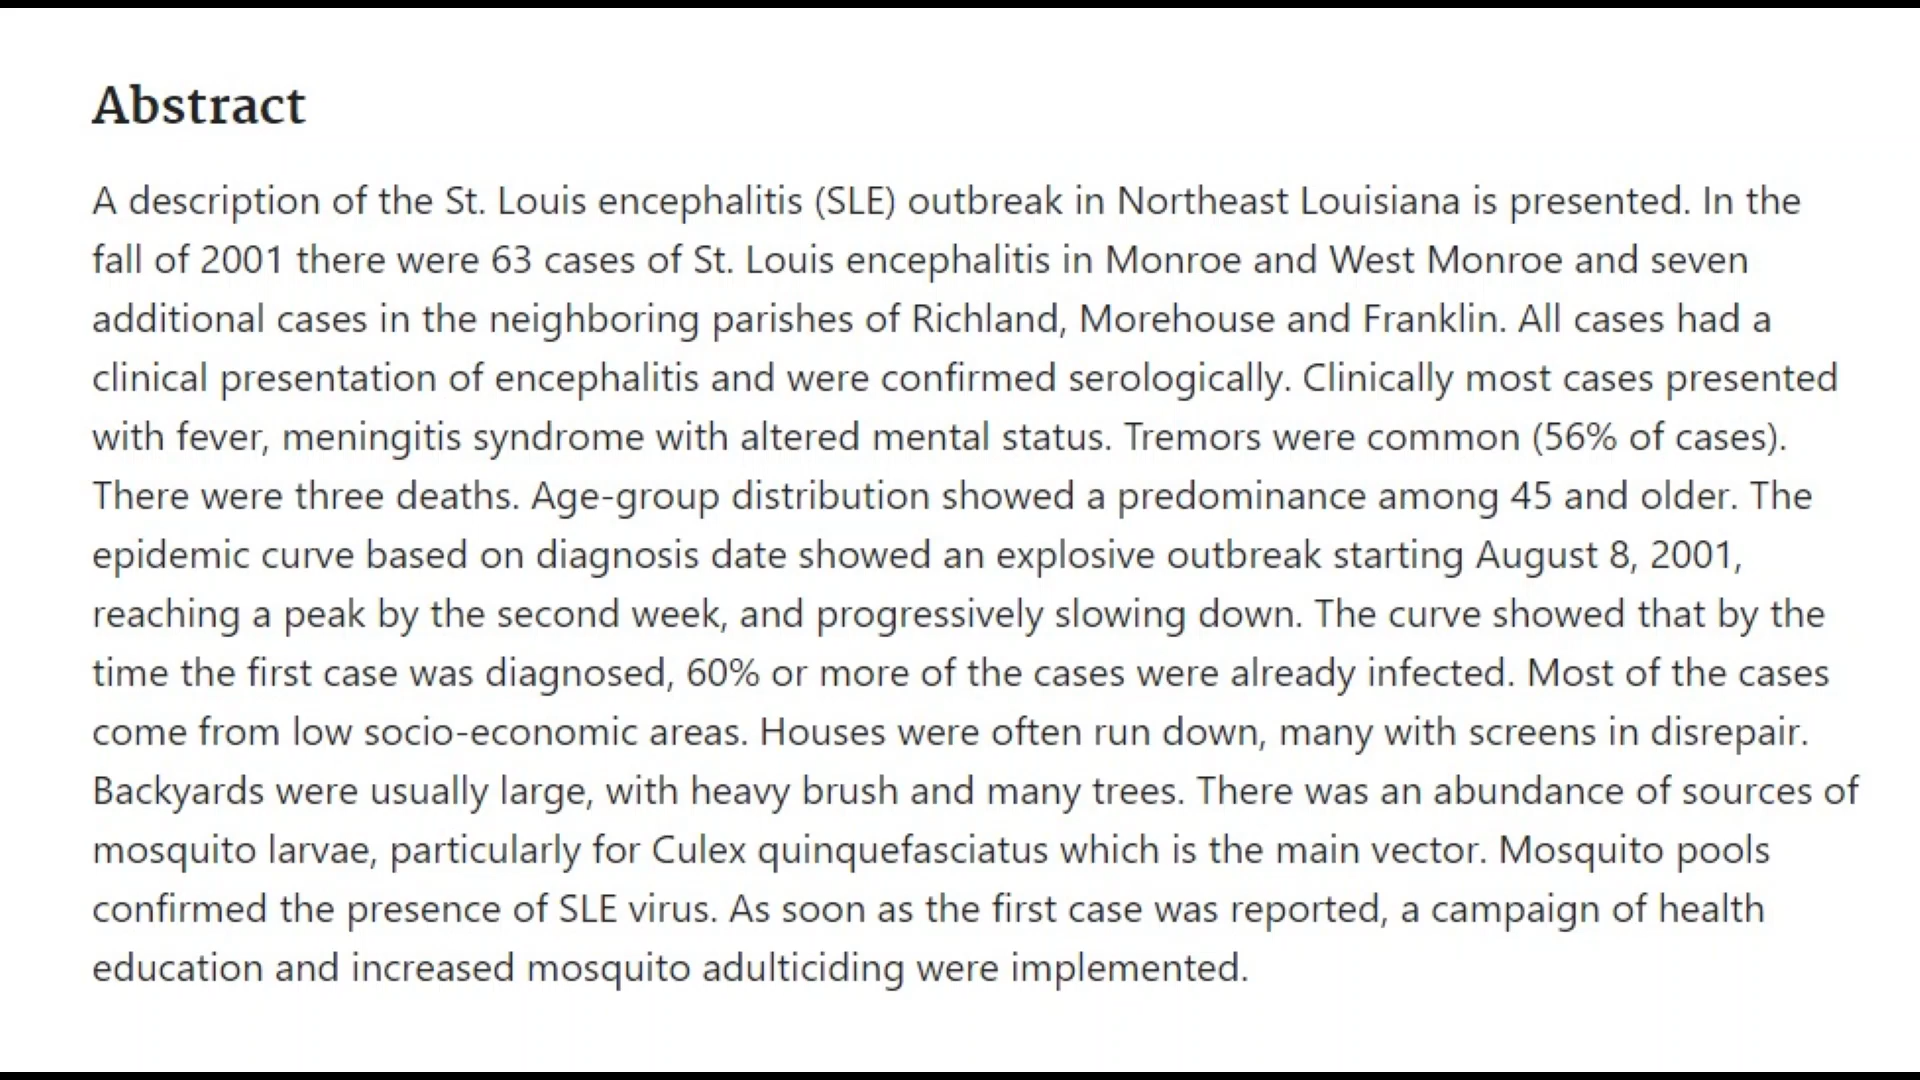 Abstract
A description of the St. Louis encephalitis (SLE) outbreak in Northeast Louisiana is presented. In the
fall of 2001 there were 63 cases of St. Louis encephalitis in Monroe and West Monroe and seven
additional cases in the neighboring parishes of Richland, Morehouse and Franklin. All cases had a
clinical presentation of encephalitis and were confirmed serologically. Clinically most cases presented
with fever, meningitis syndrome with altered mental status. Tremors were common (56% of cases).
There were three deaths. Age-group distribution showed a predominance among 45 and older. The
epidemic curve based on diagnosis date showed an explosive outbreak starting August 8, 2001,
reaching a peak by the second week, and progressively slowing down. The curve showed that by the
time the first case was diagnosed, 60% or more of the cases were already infected. Most of the cases
come from low socio-economic areas. Houses were often run down, many with screens in disrepair.
Backyards were usually large, with heavy brush and many trees. There was an abundance of sources of
mosquito larvae, particularly for Culex quinquefasciatus which is the main vector. Mosquito pools
confirmed the presence of SLE virus. As soon as the first case was reported, a campaign of health
education and increased mosquito adulticiding were implemented.